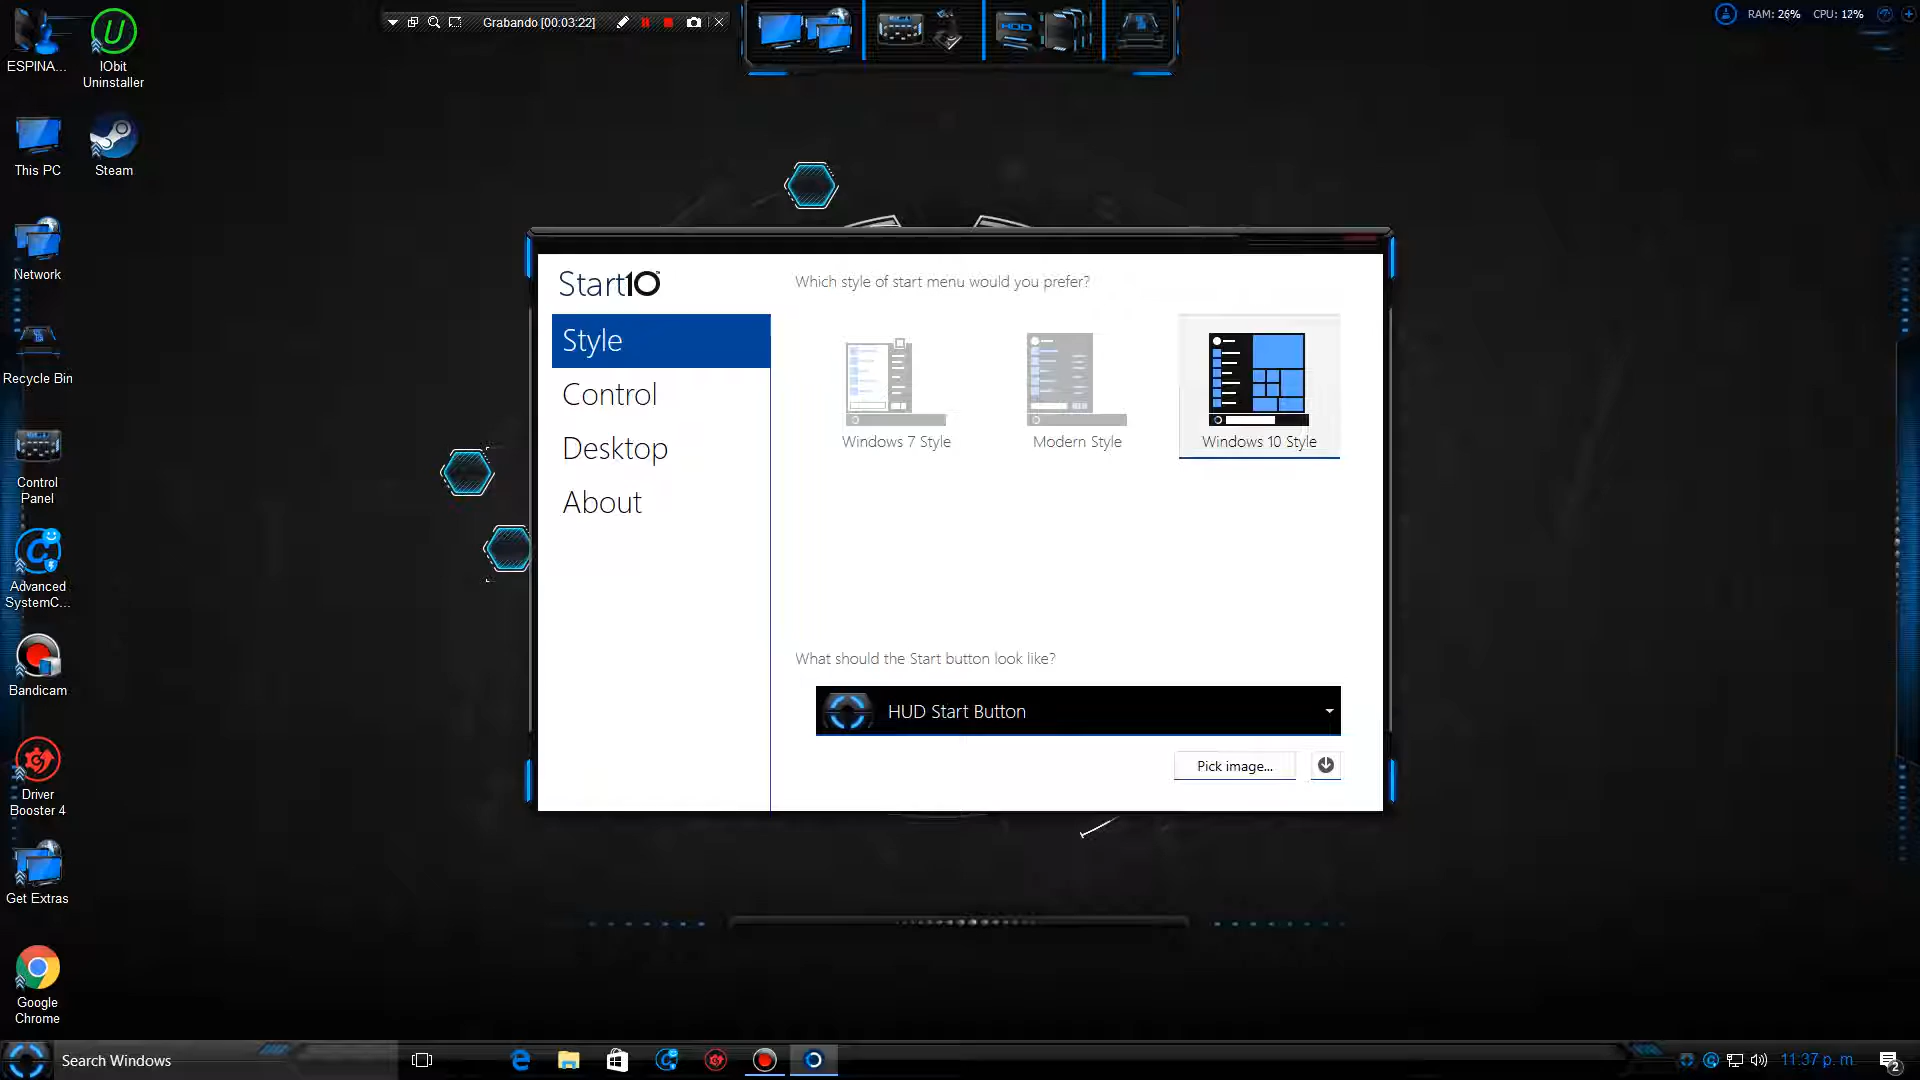 Grabando [00:03:22]
RAM: 26% CPU: 12%
ESPINA...
IObit
Uninstaller
This PC
Steam
Network
Recycle Bin
Control
Panel
Advanced
SystemC...
Bandicam
Driver
Booster 4
Get Extras
Google
Chrome
HDD
Start10
Style
Control
Desktop
About
Which style of start menu would you prefer?
Windows 7 Style
Modern Style
Windows 10 Style
What should the Start button look like?
HUD Start Button
Pick image...
Search Windows
11:37 p. m
2